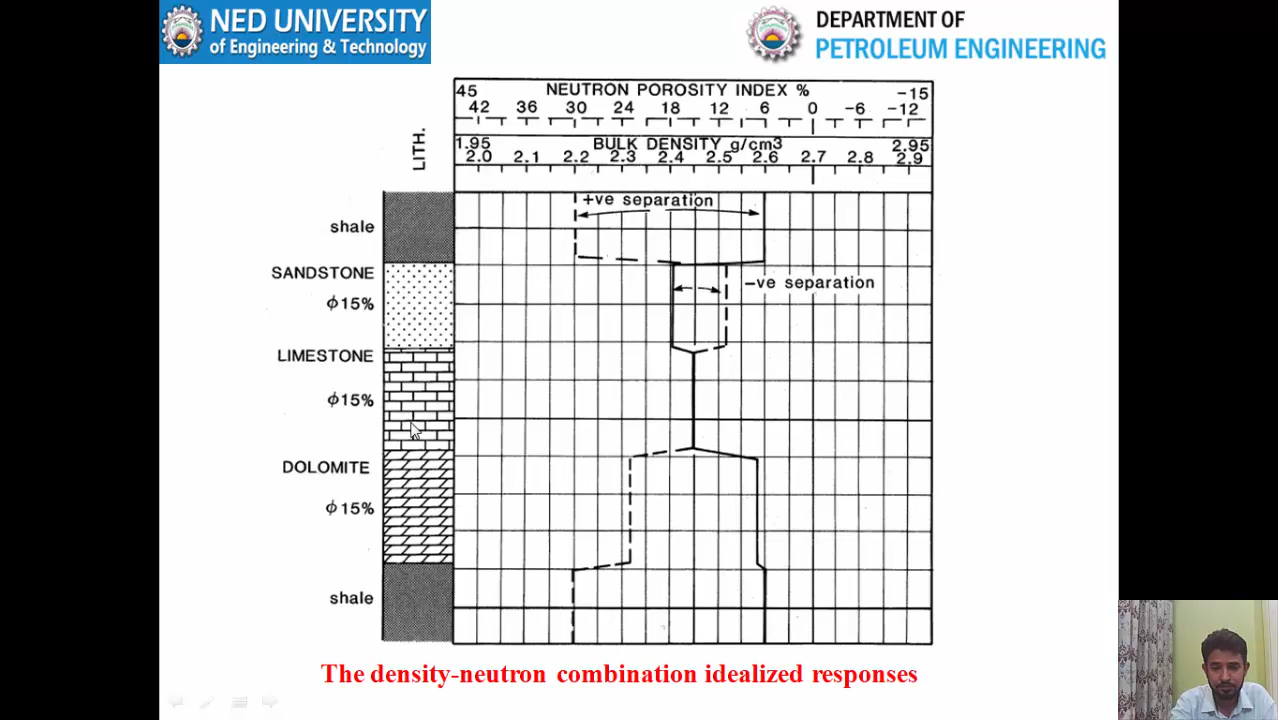 NED UNIVERSITY
of Engineering & Technology
DEPARTMENT OF
PETROLEUM ENGINEERING
45 NEUTRON POROSITY INDEX % -15
42 36 30 24 18 12 6 0 -6 -12
LITH.
1.95 BULK DENSITY g/cm3 2.95
2.0 2.1 2.2 2.3 2.4 2.5 2.6 2.7 2.8 2.9
+ve separation
shale
SANDSTONE
-ve separation
ϕ 15%
LIMESTONE
ϕ 15%
DOLOMITE
ϕ 15%
shale
The density-neutron combination idealized responses